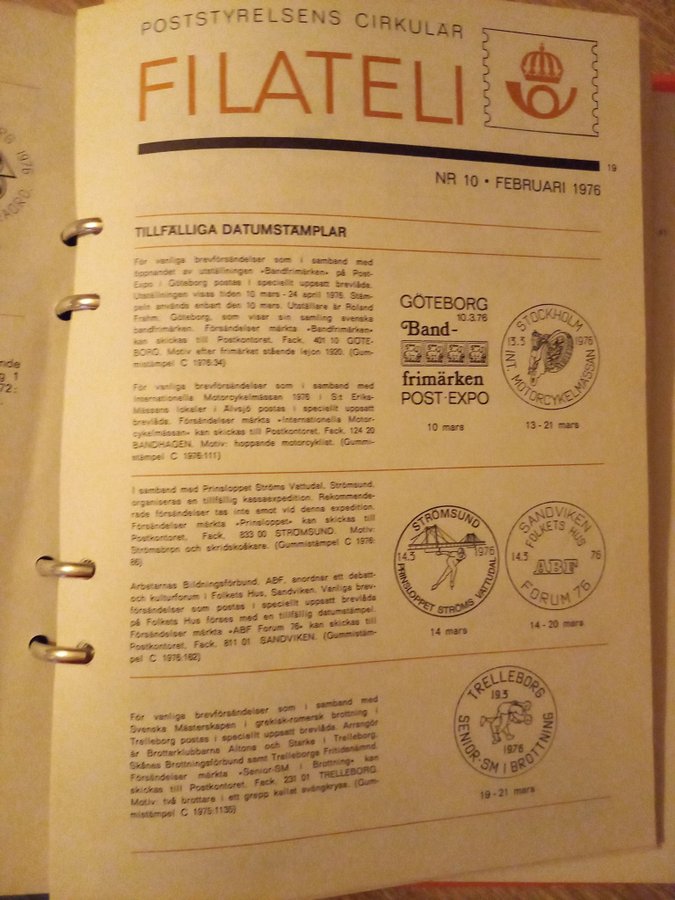 POSTSTYRELSENS CIRKULÄR
FILATELI
19
NR 10 • FEBRUARI 1976
TILLFÄLLIGA DATUMSTÄMPLAR
För vanliga brevförsändelser som i samband med
öppnandet av utställningen »Bandfrimärken» på Post-
Expo i Göteborg postas i speciellt uppsatt brevlåda.
Utställningen visas tiden 10 mars - 24 april 1976. Stäm-
peln används enbart den 10 mars. Utställare är Roland
Frahm, Göteborg, som visar sin samling svenska
bandfrimärken. Försändelser märkta »Bandfrimärken»
kan skickas till Postkontoret, Fack, 401 10 GÖTE-
BORG. Motiv efter frimärket stående lejon 1920. (Gum-
mistämpel C 1976:34)
GÖTEBORG
10.3.76
Band-
frimärken
POST-EXPO
10 mars
STOCKHOLM
13.3 1976
INT. MOTORCYKELMÄSSAN
13 - 21 mars
För vanliga brevförsändelser som i samband med
Internationella Motorcykelmässan 1976 i S:t Eriks-
Mässans lokaler i Älvsjö postas i speciellt uppsatt
brevlåda. Försändelser märkta »Internationella Motor-
cykelmässan» kan skickas till Postkontoret, Fack, 124 20
BANDHAGEN. Motiv: hoppande motorcyklist. (Gummi-
stämpel C 1976:111)
I samband med Prinsloppet Ströms Vattudal, Strömsund,
organiseras en tillfällig kassaexpedition. Rekommende-
rade försändelser tas inte emot vid denna expedition.
Försändelser märkta »Prinsloppet» kan skickas till
Postkontoret, Fack, 833 00 STRÖMSUND. Motiv:
Strömsbron och skridskoåkare. (Gummistämpel C 1976:
86)
STRÖMSUND
14.3 1976
PRINSLOPPET STRÖMS VATTUDAL
14 mars
SANDVIKEN
FOLKETS HUS
14.3 76
ABF
FORUM 76
14 - 20 mars
Arbetarnas Bildningsförbund, ABF, anordnar ett debatt-
och kulturforum i Folkets Hus, Sandviken. Vanliga brev-
försändelser som postas i speciellt uppsatt brevlåda
på Folkets Hus förses med en tillfällig datumstämpel.
Försändelser märkta »ABF Forum 76» kan skickas till
Postkontoret, Fack, 811 01 SANDVIKEN. (Gummistäm-
pel C 1976:162)
För vanliga brevförsändelser som i samband med
Svenska Mästerskapen i grekisk-romersk brottning i
Trelleborg postas i speciellt uppsatt brevlåda. Arrangör
är Brottarklubbarna Altona och Starke i Trelleborg,
Skånes Brottningsförbund samt Trelleborgs Fritidsnämnd.
Försändelser märkta »Senior-SM i Brottning» kan
skickas till Postkontoret, Fack, 231 01 TRELLEBORG.
Motiv: två brottare i ett grepp kallat svängkryss. (Gum-
mistämpel C 1975:1136)
TRELLEBORG
19.3
1976
SENIOR-SM I BROTTNING
19 - 21 mars